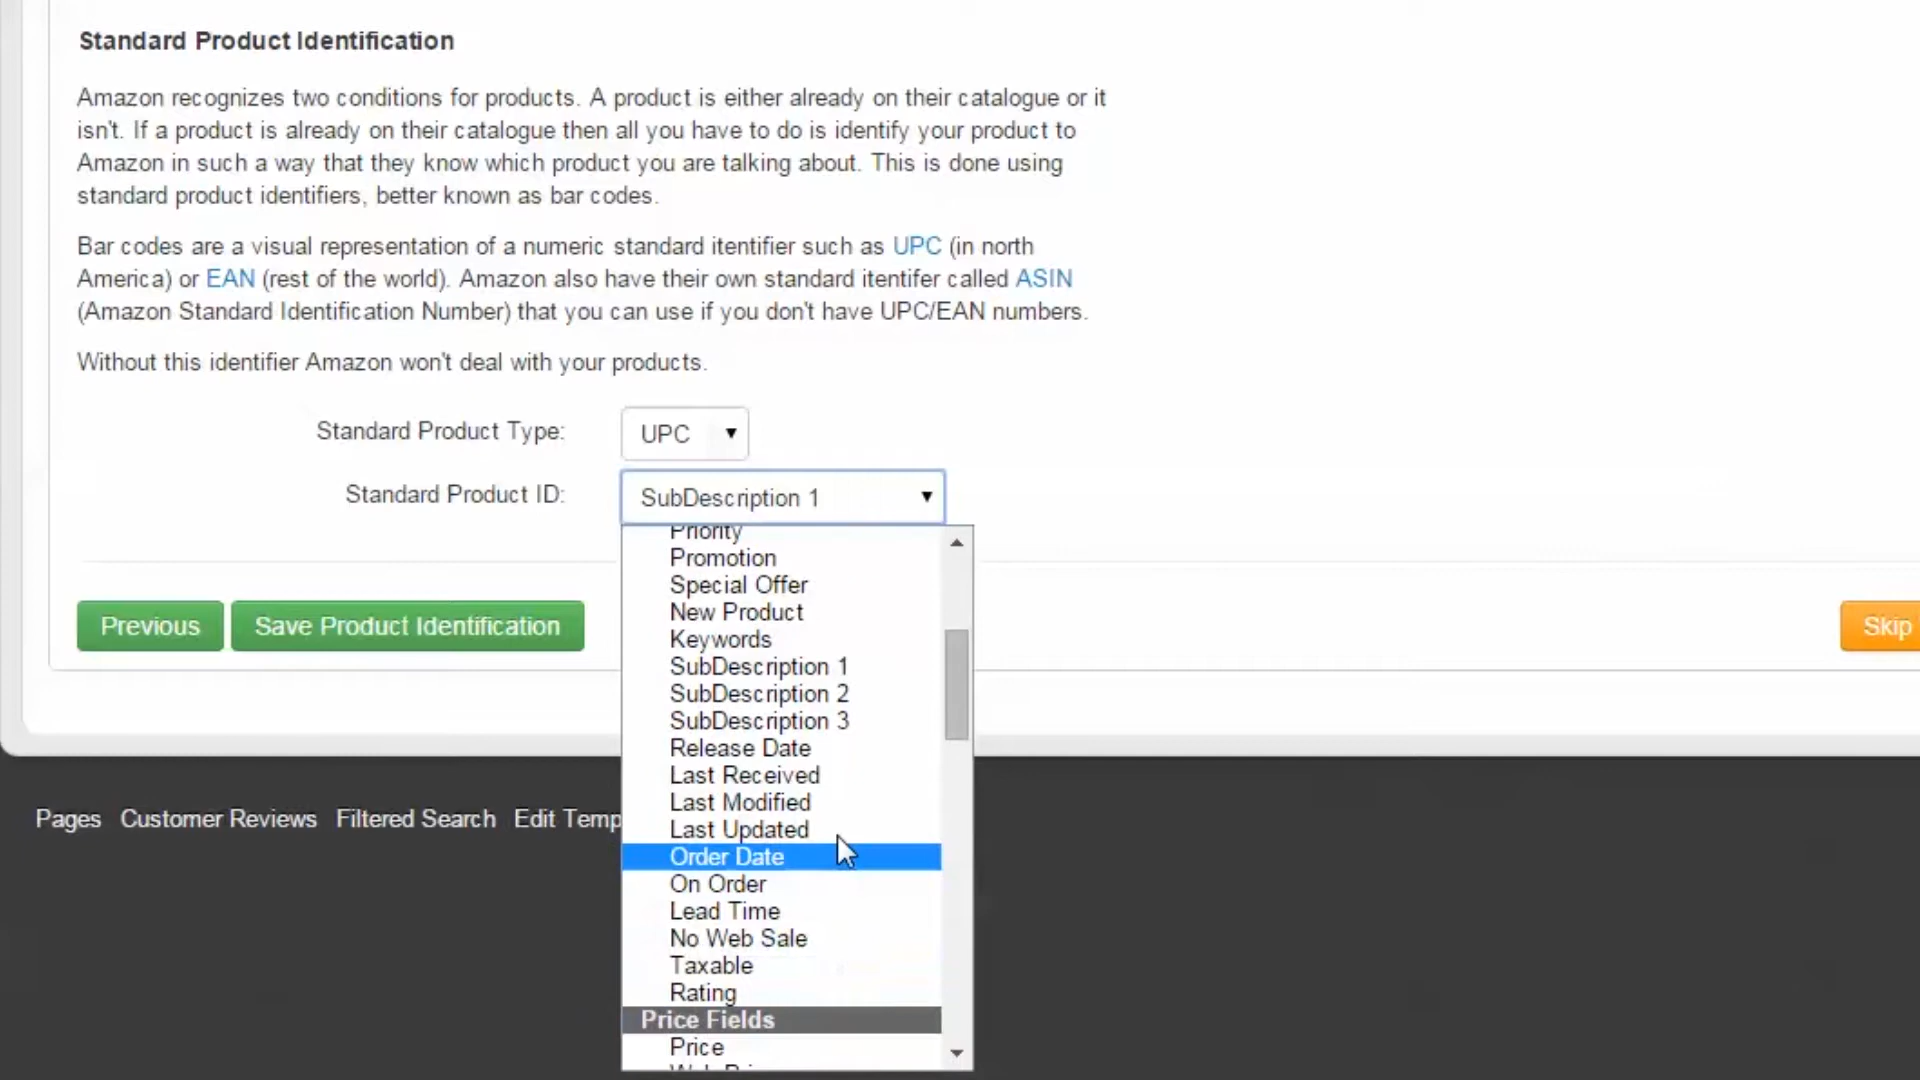 Standard Product Identification
Amazon recognizes two conditions for products. A product is either already on their catalogue or it
isn't. If a product is already on their catalogue then all you have to do is identify your product to
Amazon in such a way that they know which product you are talking about. This is done using
standard product identifiers, better known as bar codes.
Bar codes are a visual representation of a numeric standard itentifier such as UPC (in north
America) or EAN (rest of the world). Amazon also have their own standard itentifer called ASIN
(Amazon Standard Identification Number) that you can use if you don't have UPC/EAN numbers.
Without this identifier Amazon won't deal with your products.
Standard Product Type: UPC
Standard Product ID: SubDescription 1
Priority
Promotion
Special Offer
New Product
Keywords
SubDescription 1
SubDescription 2
SubDescription 3
Release Date
Last Received
Last Modified
Last Updated
Order Date
On Order
Lead Time
No Web Sale
Taxable
Rating
Price Fields
Price
Previous Save Product Identification Skip
Pages Customer Reviews Filtered Search Edit Temp